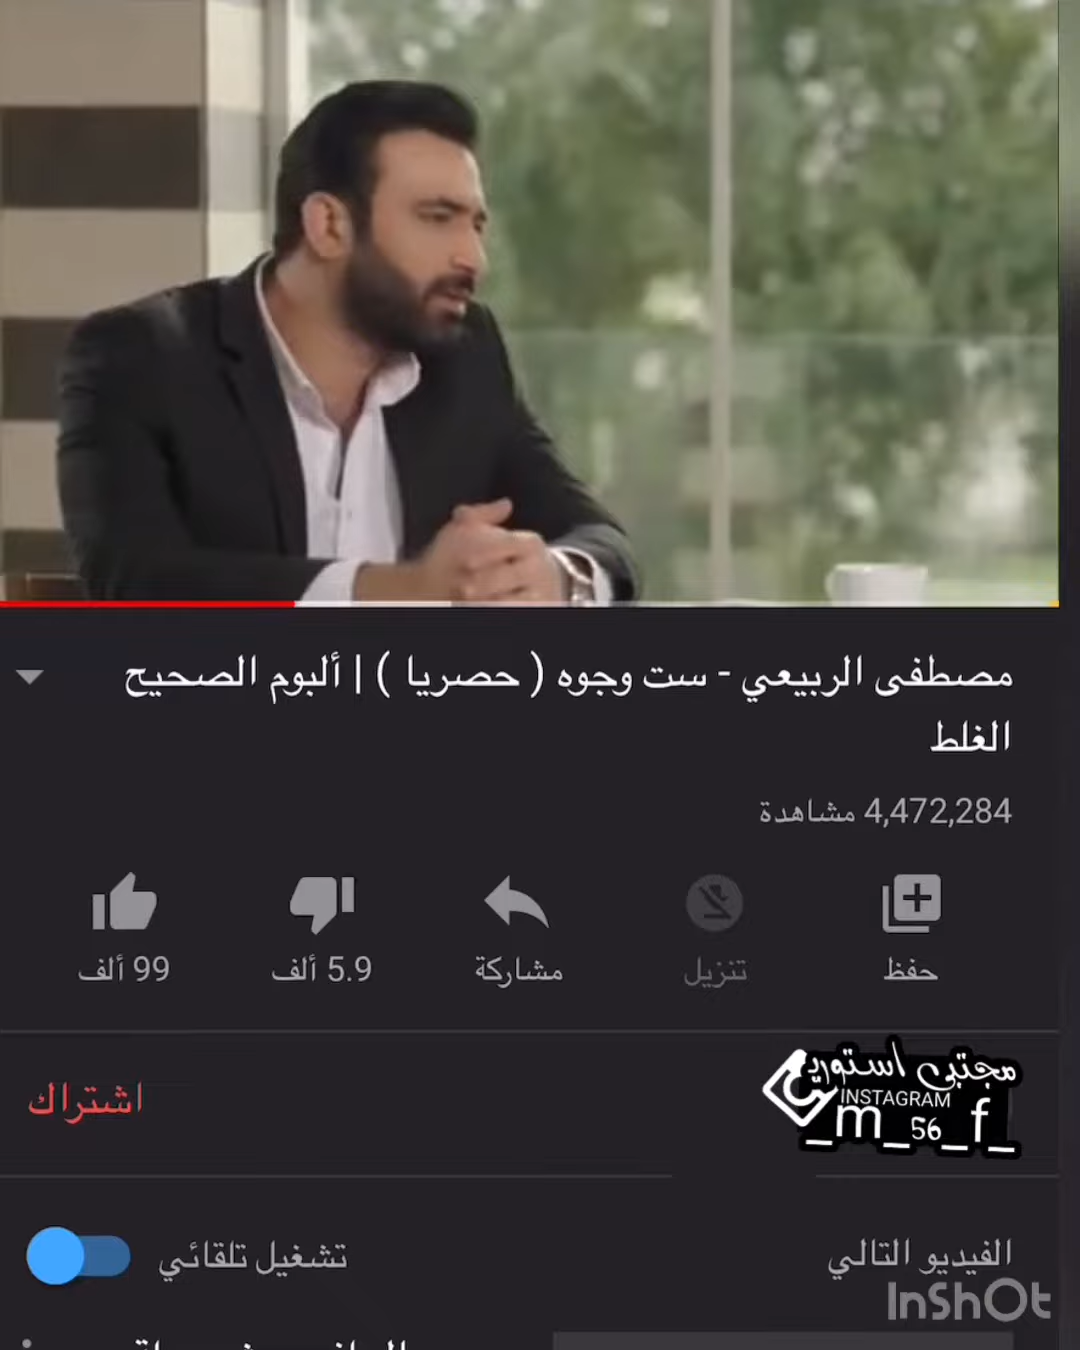 مصطفى الربيعي - ست وجوه ( حصريا ) | ألبوم الصحيح
الغلط
4,472,284 مشاهدة
حفظ
تنزيل
مشاركة
5.9 ألف
99 ألف
مجتبى استوري
INSTAGRAM
_m_56_f_
اشتراك
الفيديو التالي
تشغيل تلقائي
InShOt